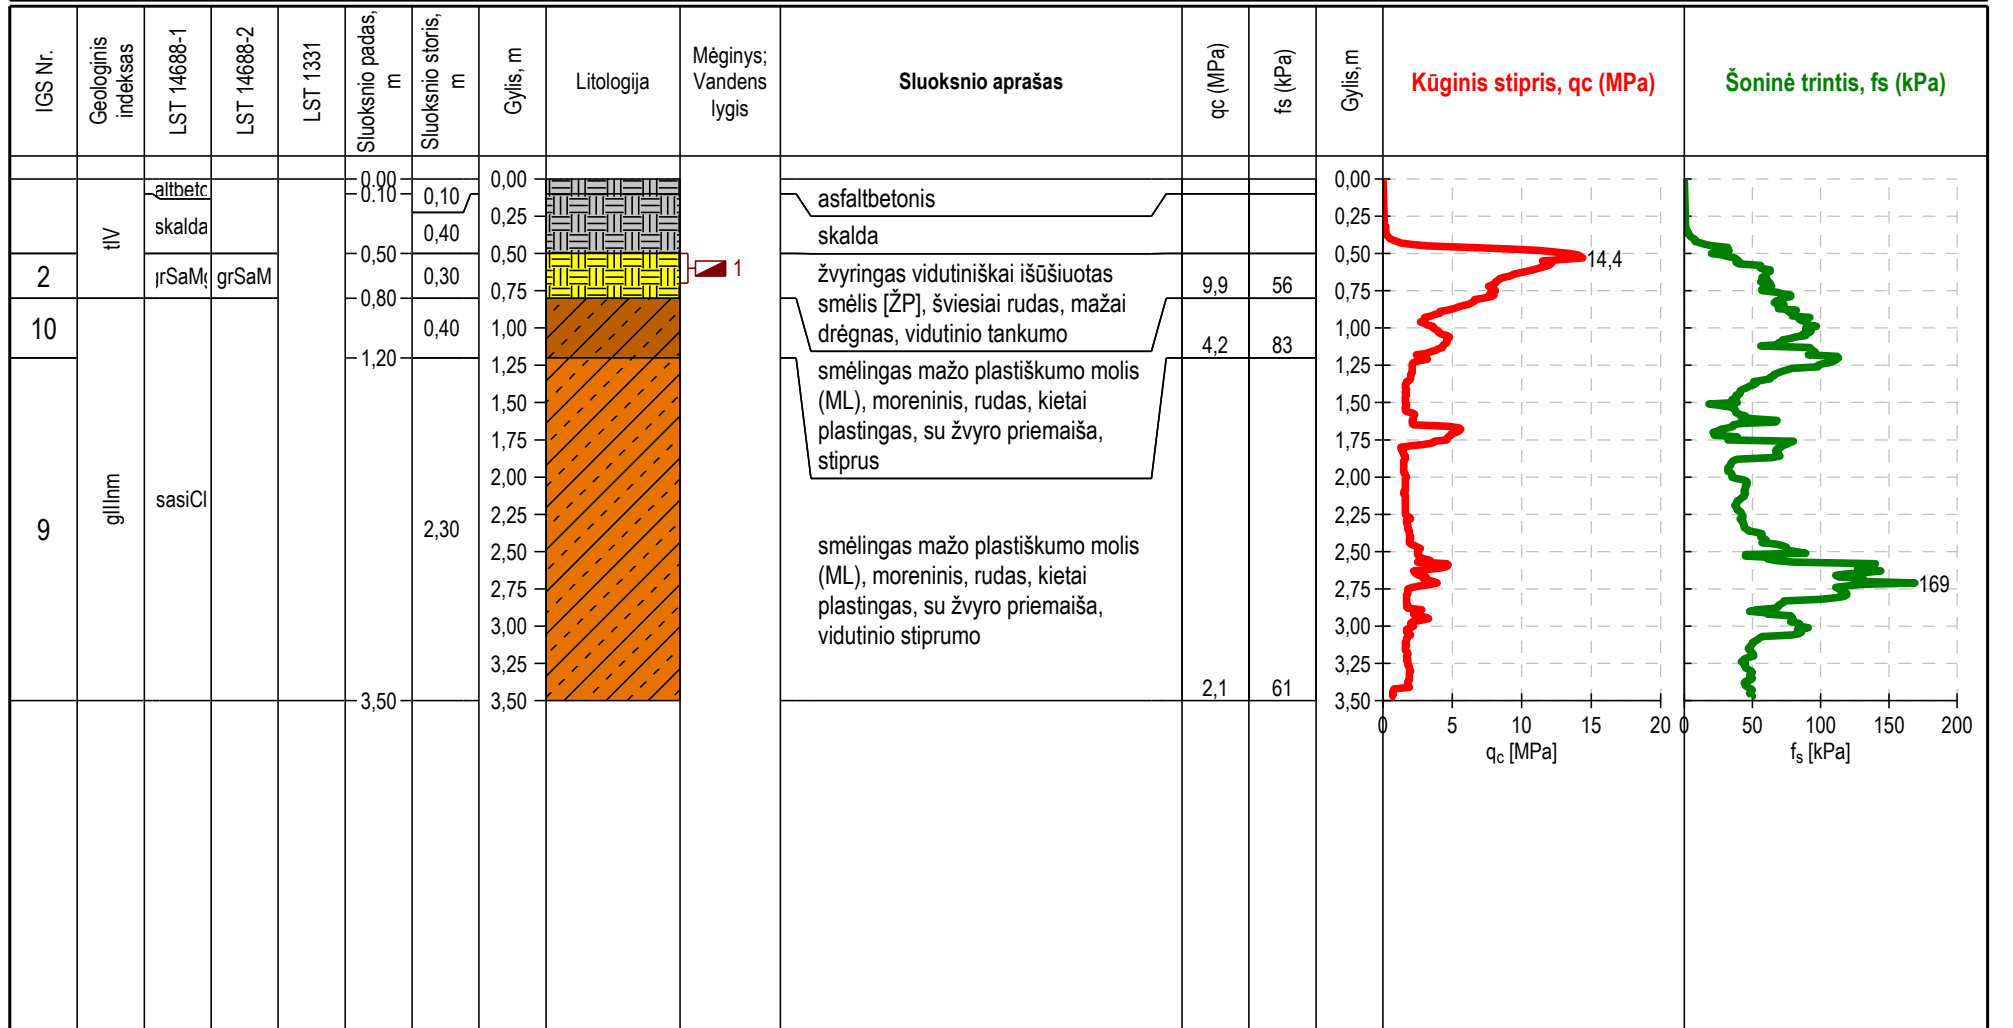 IGS Nr.
Geologinis
indeksas
LST 14688-1
LST 14688-2
LST 1331
Sluoksnio padas,
m
Sluoksnio storis,
m
Gylis, m
Litologija
Mėginys;
Vandens
lygis
Sluoksnio aprašas
qc (MPa)
fs (kPa)
Gylis,m
Kūginis stipris, qc (MPa)
Šoninė trintis, fs (kPa)
2
10
9
tIV
gIIInm
altbeto
skalda
grSaM
sasiCl
0.00
0.10
0.50
0.80
1,20
3,50
0,10
0,40
0,30
0,40
2,30
0,00
0,25
0,50
0,75
1,00
1,25
1,50
1,75
2,00
2,25
2,50
2,75
3,00
3,25
3,50
1
asfaltbetonis
skalda
žvyringas vidutiniškai išūšiuotas
smėlis [ŽP], šviesiai rudas, mažai
drėgnas, vidutinio tankumo
smėlingas mažo plastiškumo molis
(ML), moreninis, rudas, kietai
plastingas, su žvyro priemaiša,
stiprus
smėlingas mažo plastiškumo molis
(ML), moreninis, rudas, kietai
plastingas, su žvyro priemaiša,
vidutinio stiprumo
9,9 56
4,2 83
2,1 61
0,00
0,25
0,50
0,75
1,00
1,25
1,50
1,75
2,00
2,25
2,50
2,75
3,00
3,25
3,50
14,4
0 5 10 15 20
qc [MPa]
169
0 50 100 150 200
fs [kPa]